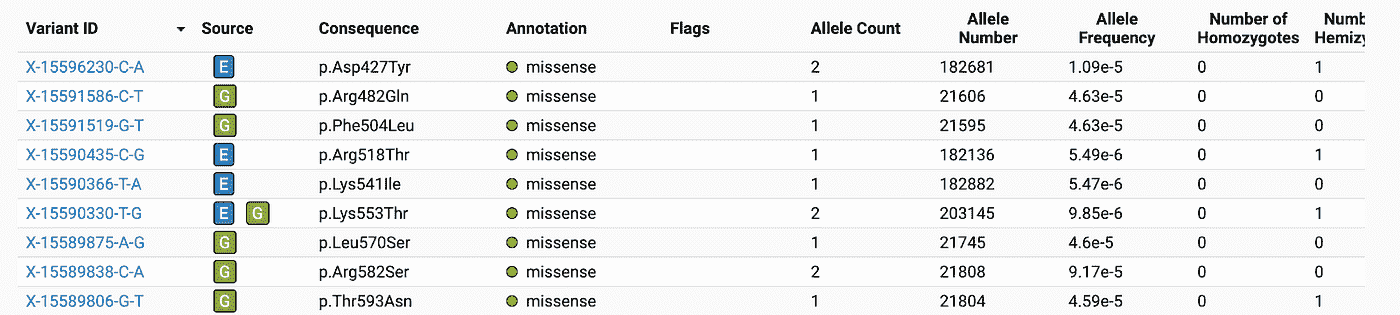 Variant ID Source Consequence Annotation Flags Allele Count Allele Number Allele Frequency Number of Homozygotes Numb Hemizy
X-15596230-C-A E p.Asp427Tyr missense 2 182681 1.09e-5 0 1
X-15591586-C-T G p.Arg482Gln missense 1 21606 4.63e-5 0 0
X-15591519-G-T G p.Phe504Leu missense 1 21595 4.63e-5 0 0
X-15590435-C-G E p.Arg518Thr missense 1 182136 5.49e-6 0 1
X-15590366-T-A E p.Lys541Ile missense 1 182882 5.47e-6 0 0
X-15590330-T-G E G p.Lys553Thr missense 2 203145 9.85e-6 0 1
X-15589875-A-G G p.Leu570Ser missense 1 21745 4.6e-5 0 0
X-15589838-C-A G p.Arg582Ser missense 2 21808 9.17e-5 0 0
X-15589806-G-T G p.Thr593Asn missense 1 21804 4.59e-5 0 1